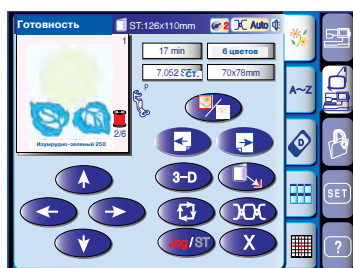 Готовность
ST:126x110mm 2 Auto
1
17 min 6 цветов
7,052 Ст. 70x78mm
P
2/6
Изумрудно-зеленый 250
A~Z
3-D
D
SET
Jog/ST X
?